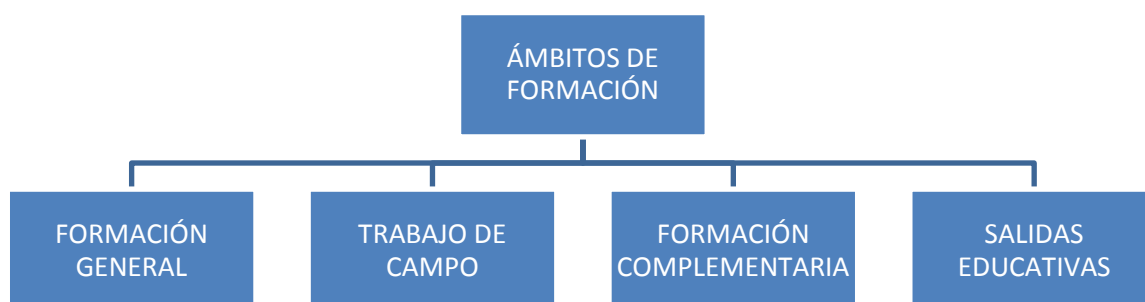 ÁMBITOS DE
FORMACIÓN
FORMACIÓN
GENERAL
TRABAJO DE
CAMPO
FORMACIÓN
COMPLEMENTARIA
SALIDAS
EDUCATIVAS